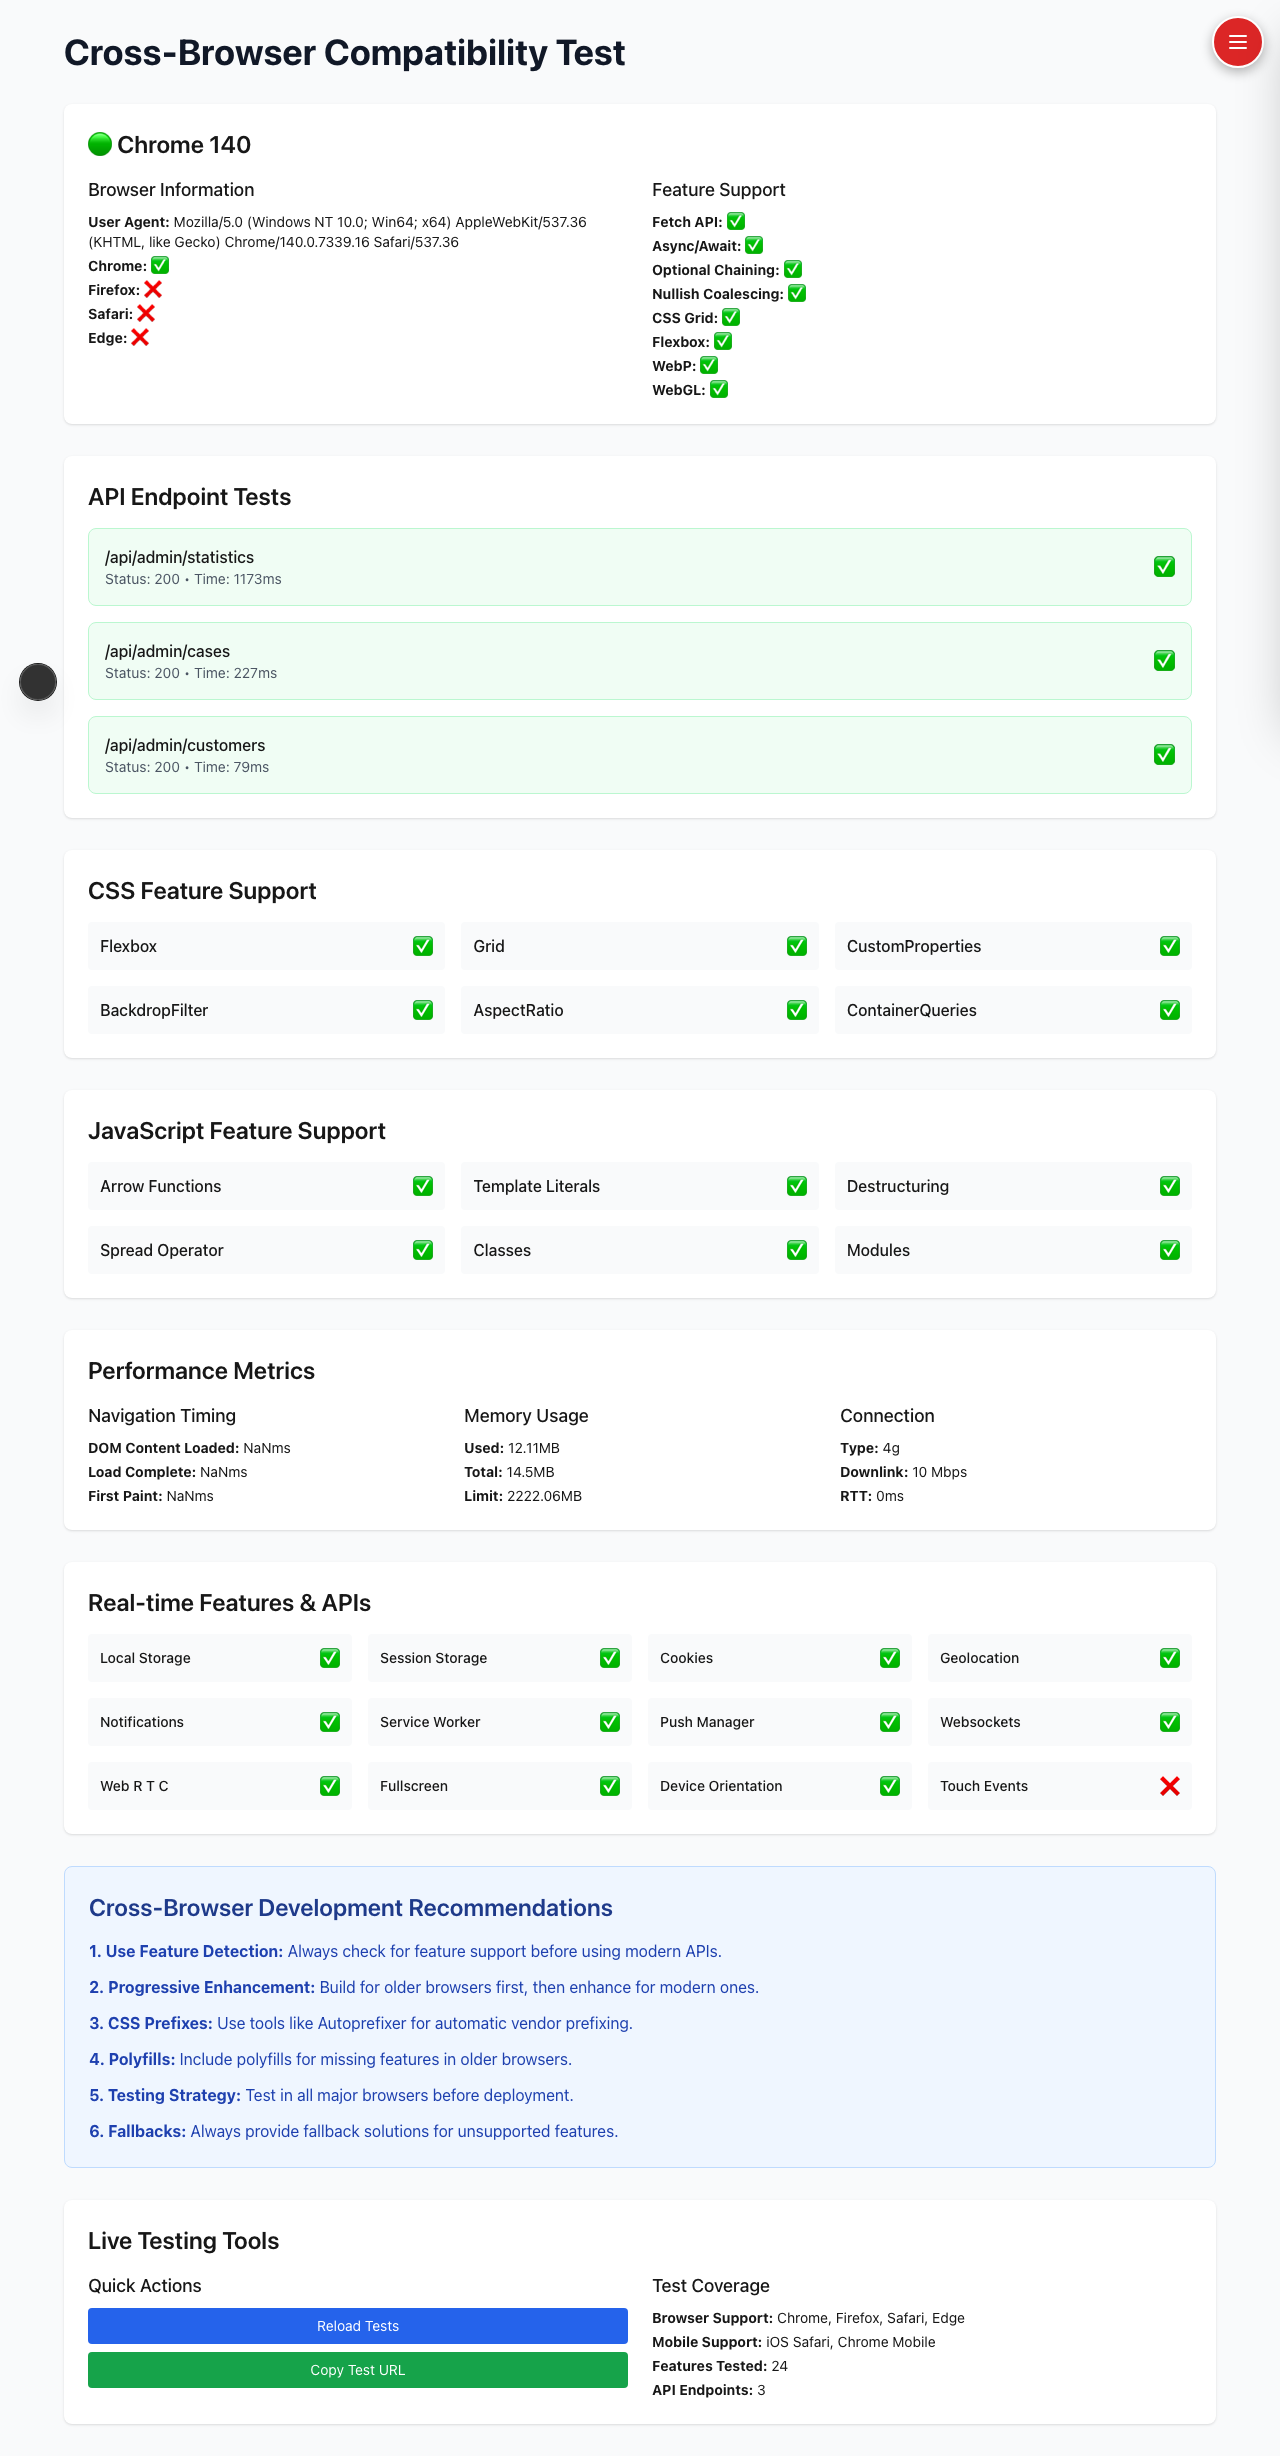 Cross-Browser Compatibility Test
Chrome 140
Browser Information
User Agent: Mozilla/5.0 (Windows NT 10.0; Win64; x64) AppleWebKit/537.36
(KHTML, like Gecko) Chrome/140.0.7339.16 Safari/537.36
Chrome: ✅
Firefox: ❌
Safari: ❌
Edge: ❌
Feature Support
Fetch API: ✅
Async/Await: ✅
Optional Chaining: ✅
Nullish Coalescing: ✅
CSS Grid: ✅
Flexbox: ✅
WebP: ✅
WebGL: ✅
API Endpoint Tests
/api/admin/statistics
Status: 200 • Time: 1173ms
/api/admin/cases
Status: 200 • Time: 227ms
/api/admin/customers
Status: 200 • Time: 79ms
CSS Feature Support
Flexbox ✅
Grid ✅
CustomProperties ✅
BackdropFilter ✅
AspectRatio ✅
ContainerQueries ✅
JavaScript Feature Support
Arrow Functions ✅
Template Literals ✅
Destructuring ✅
Spread Operator ✅
Classes ✅
Modules ✅
Performance Metrics
Navigation Timing
DOM Content Loaded: NaNms
Load Complete: NaNms
First Paint: NaNms
Memory Usage
Used: 12.11MB
Total: 14.5MB
Limit: 2222.06MB
Connection
Type: 4g
Downlink: 10 Mbps
RTT: 0ms
Real-time Features & APIs
Local Storage ✅
Session Storage ✅
Cookies ✅
Geolocation ✅
Notifications ✅
Service Worker ✅
Push Manager ✅
Websockets ✅
Web R T C ✅
Fullscreen ✅
Device Orientation ✅
Touch Events ❌
Cross-Browser Development Recommendations
1. Use Feature Detection: Always check for feature support before using modern APIs.
2. Progressive Enhancement: Build for older browsers first, then enhance for modern ones.
3. CSS Prefixes: Use tools like Autoprefixer for automatic vendor prefixing.
4. Polyfills: Include polyfills for missing features in older browsers.
5. Testing Strategy: Test in all major browsers before deployment.
6. Fallbacks: Always provide fallback solutions for unsupported features.
Live Testing Tools
Quick Actions
Reload Tests
Copy Test URL
Test Coverage
Browser Support: Chrome, Firefox, Safari, Edge
Mobile Support: iOS Safari, Chrome Mobile
Features Tested: 24
API Endpoints: 3